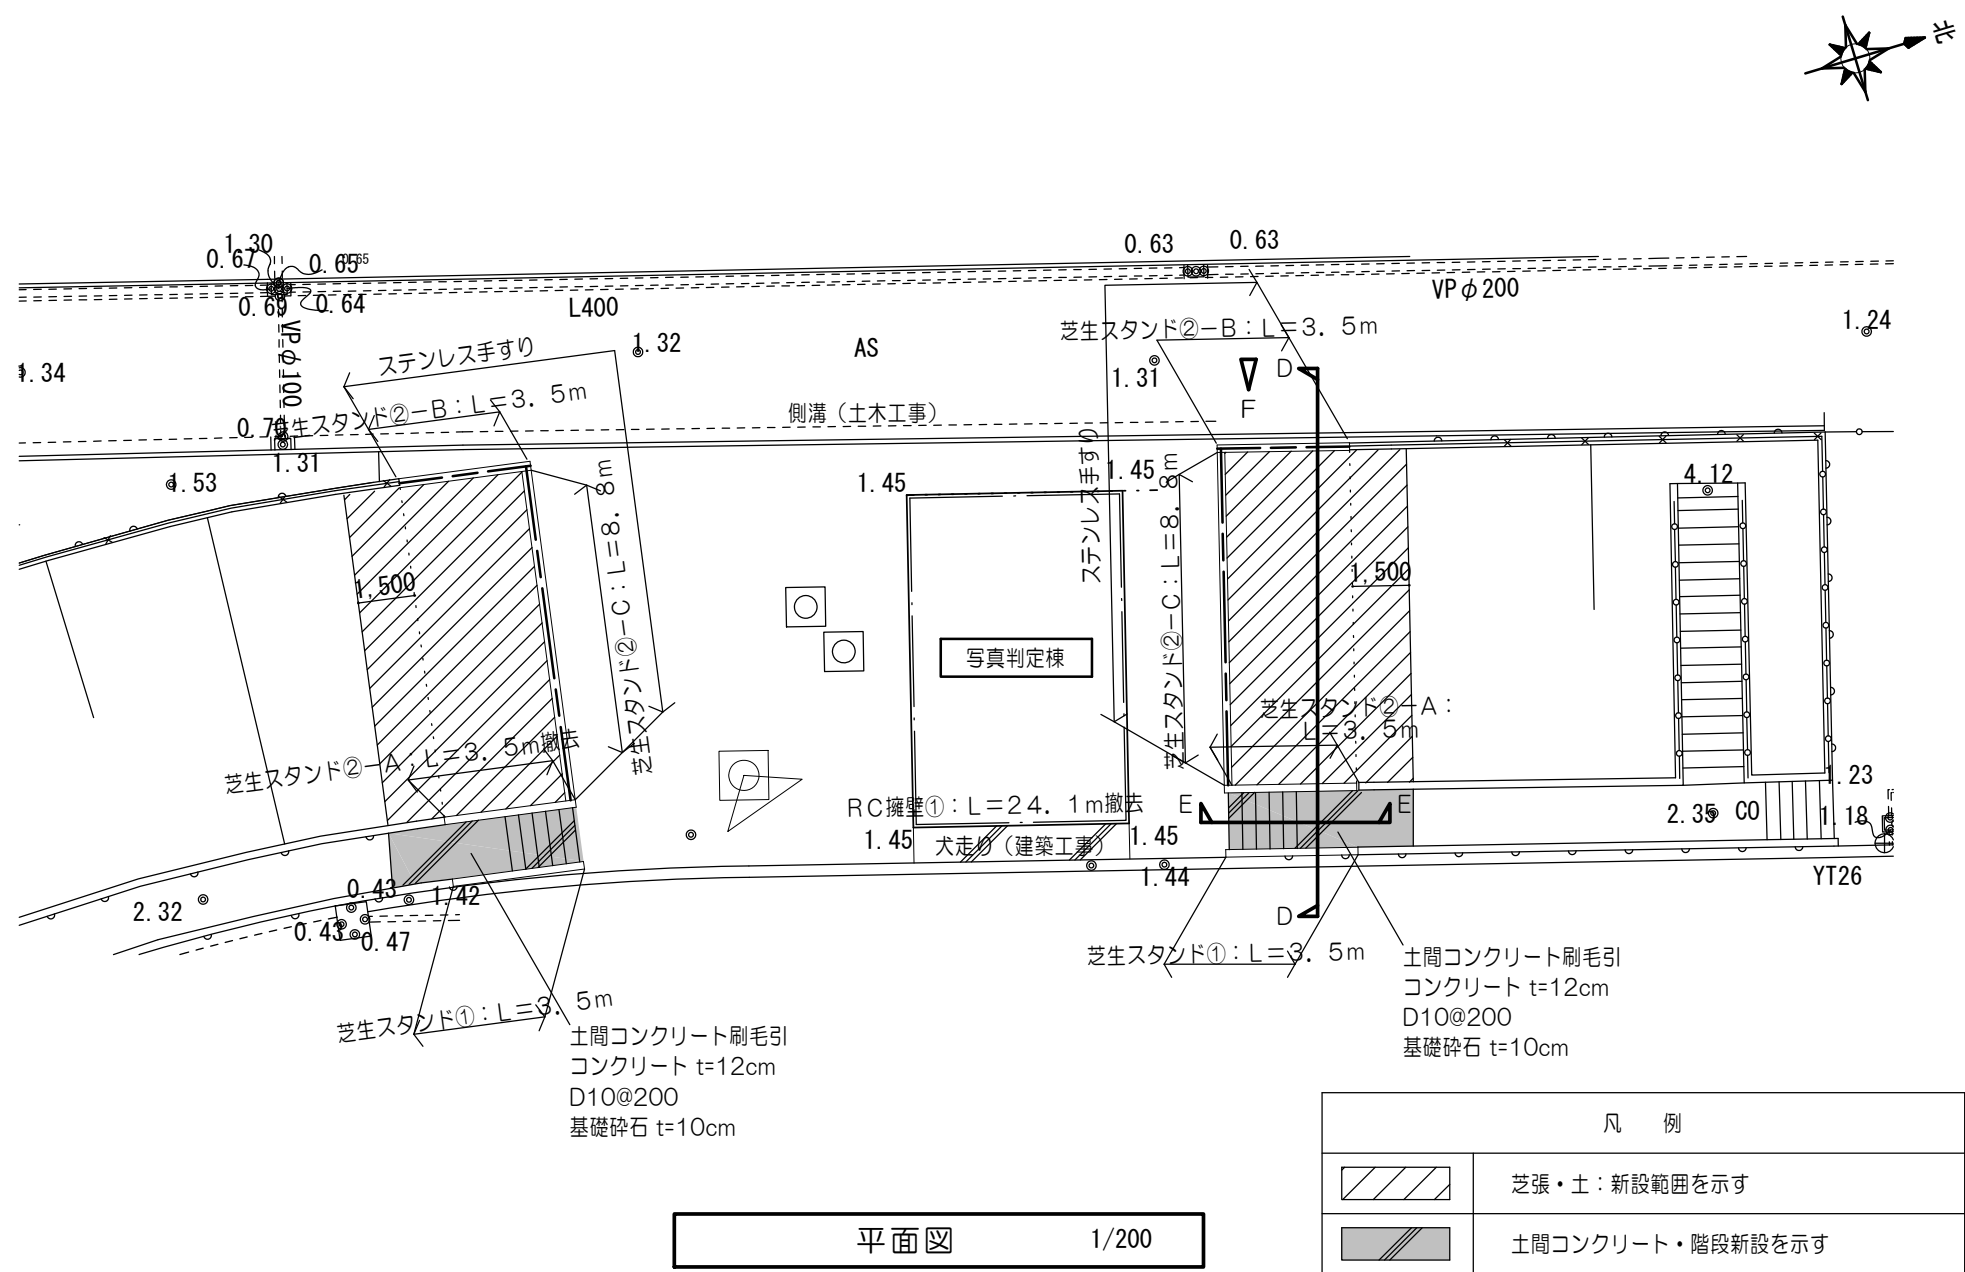 北
1.30
0.67
0.65
0.63
0.63
0.69
0.64
L400
VPφ200
VPφ100
1.24
1.34
ステンレス手すり
1.32
AS
芝生スタンド②－B：L＝3．5m
1.31
D
F
芝生スタンド②－B：L＝3．5m
側溝（土木工事）
0.70
1.31
1.53
1.45
1.45
ステンレス手すり
4.12
芝生スタンド②－C：L＝8．8m
芝生スタンド②－C：L＝8．8m
1,500
1,500
写真判定棟
芝生スタンド②－A：
L＝3．5m
芝生スタンド②－A：L＝3．5m撤去
RC擁壁①：L＝24．1m撤去
E
E
1.23
2.35
CO
1.18
1.45
犬走り（建築工事）
1.45
1.44
YT26
2.32
0.43
1.42
0.43
0.47
D
芝生スタンド①：L＝3．5m
土間コンクリート刷毛引
コンクリート t=12cm
D10@200
基礎砕石 t=10cm
芝生スタンド①：L＝3．5m
土間コンクリート刷毛引
コンクリート t=12cm
D10@200
基礎砕石 t=10cm
凡　例
芝張・土：新設範囲を示す
土間コンクリート・階段新設を示す
平面図　1/200